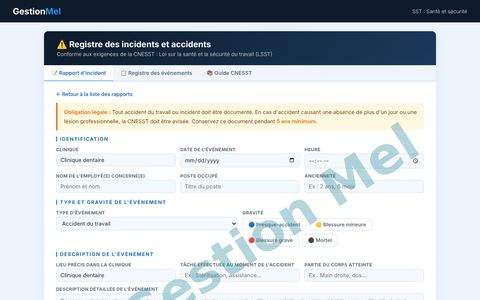 GestionMel
SST : Santé et sécurité
⚠️ Registre des incidents et accidents
Conforme aux exigences de la CNESST : Loi sur la santé et la sécurité du travail (LSST)
📝 Rapport d'incident
📋 Registre des événements
📚 Guide CNESST
← Retour à la liste des rapports
Obligation légale : Tout accident du travail ou incident doit être documenté. En cas d'accident causant une absence de plus d'un jour ou une
lésion professionnelle, la CNESST doit être avisée. Conservez ce document pendant 5 ans minimum.
IDENTIFICATION
CLINIQUE
DATE DE L'ÉVÉNEMENT
HEURE
Clinique dentaire
mm/dd/yyyy
--:-- --
NOM DE L'EMPLOYÉ(E) CONCERNÉ(E)
POSTE OCCUPÉ
ANCIENNETÉ
Prénom et nom
Titre du poste
Ex : 2 ans, 6 mois
TYPE ET GRAVITÉ DE L'ÉVÉNEMENT
TYPE D'ÉVÉNEMENT
GRAVITÉ
Accident du travail
🔵 Presque-accident
🟡 Blessure mineure
🔴 Blessure grave
⚫ Mortel
DESCRIPTION DE L'ÉVÉNEMENT
LIEU PRÉCIS DANS LA CLINIQUE
TÂCHE EFFECTUÉE AU MOMENT DE L'ACCIDENT
PARTIE DU CORPS ATTEINTE
Clinique dentaire
Ex : Stérilisation, assistance...
Ex : Main droite, dos...
DESCRIPTION DÉTAILLÉE DE L'ÉVÉNEMENT
Gestion Mel